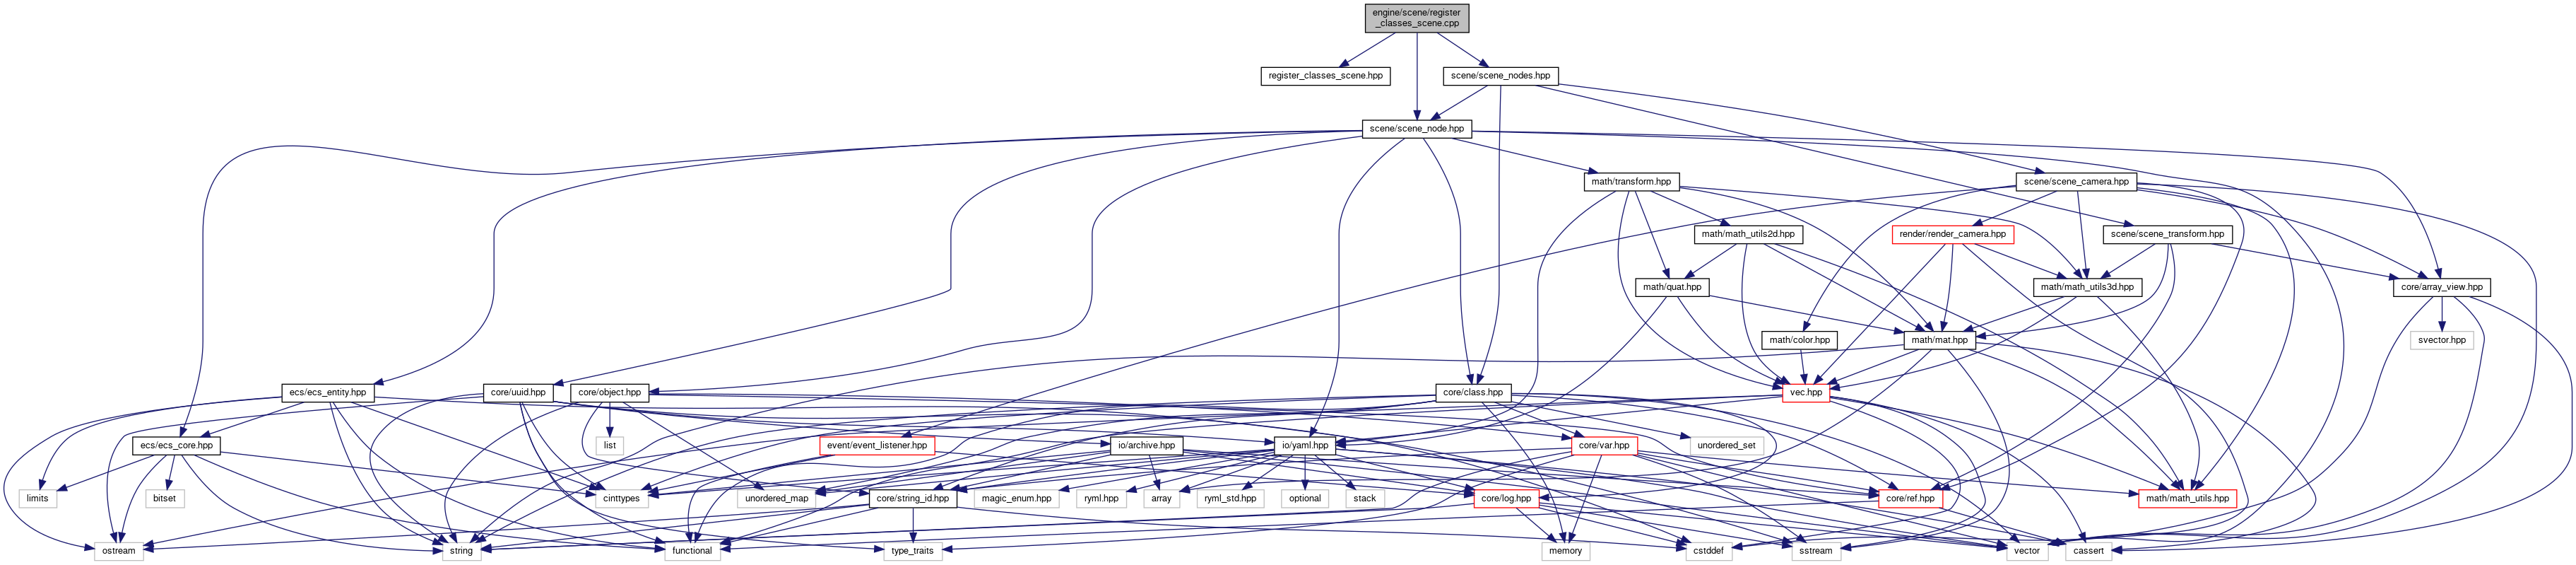 engine/scene/register
_classes_scene.cpp
register_classes_scene.hpp
scene/scene_nodes.hpp
scene/scene_node.hpp
math/transform.hpp
scene/scene_camera.hpp
math/math_utils2d.hpp
render/render_camera.hpp
scene/scene_transform.hpp
math/quat.hpp
math/math_utils3d.hpp
core/array_view.hpp
math/color.hpp
math/mat.hpp
svector.hpp
ecs/ecs_entity.hpp
core/uuid.hpp
core/object.hpp
core/class.hpp
vec.hpp
ecs/ecs_core.hpp
list
event/event_listener.hpp
io/archive.hpp
io/yaml.hpp
core/var.hpp
unordered_set
limits
bitset
cinttypes
unordered_map
core/string_id.hpp
magic_enum.hpp
ryml.hpp
array
ryml_std.hpp
optional
stack
core/log.hpp
core/ref.hpp
math/math_utils.hpp
ostream
string
functional
type_traits
memory
cstddef
sstream
vector
cassert